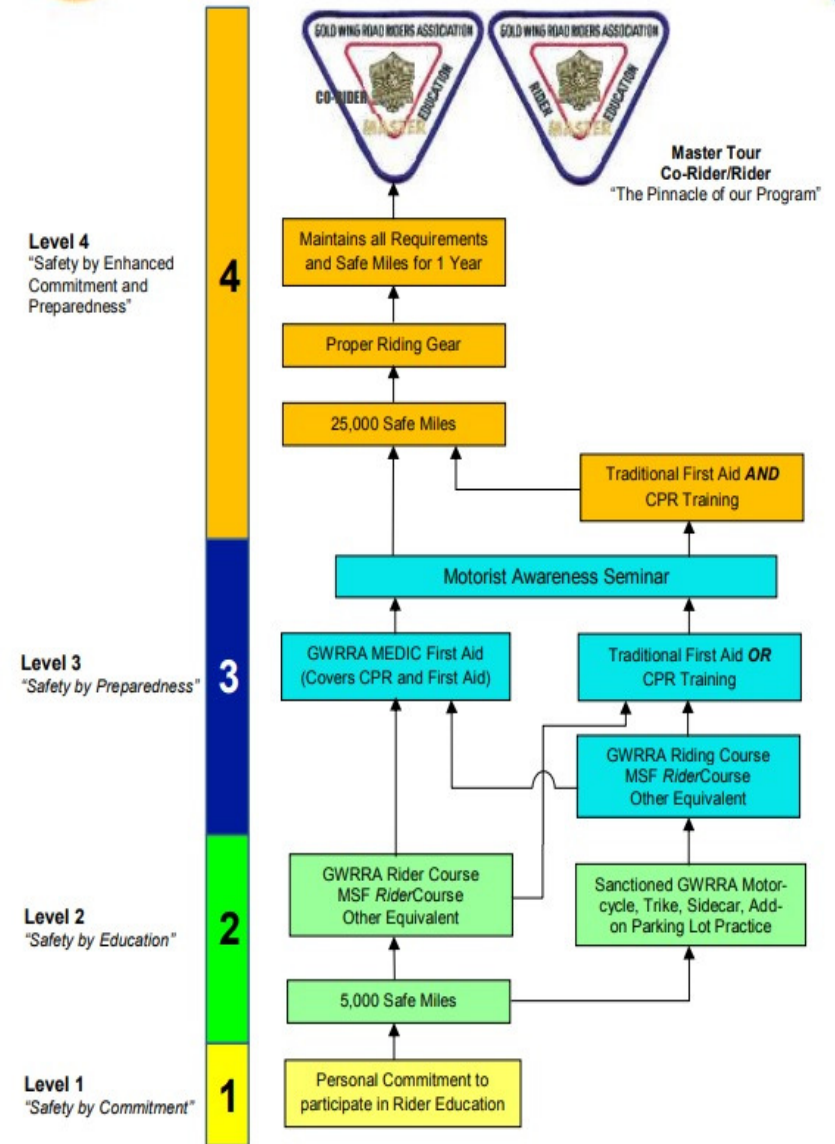 GOLD WING ROAD RIDERS ASSOCIATION
CO-RIDER
EDUCATION
MASTER
GOLD WING ROAD RIDERS ASSOCIATION
RIDER
EDUCATION
MASTER
Master Tour
Co-Rider/Rider
"The Pinnacle of our Program"
Level 4
"Safety by Enhanced
Commitment and
Preparedness"
4
Maintains all Requirements
and Safe Miles for 1 Year
Proper Riding Gear
25,000 Safe Miles
Traditional First Aid AND
CPR Training
Motorist Awareness Seminar
Level 3
"Safety by Preparedness"
3
GWRRA MEDIC First Aid
(Covers CPR and First Aid)
Traditional First Aid OR
CPR Training
GWRRA Riding Course
MSF RiderCourse
Other Equivalent
Level 2
"Safety by Education"
2
GWRRA Rider Course
MSF RiderCourse
Other Equivalent
Sanctioned GWRRA Motor-
cycle, Trike, Sidecar, Add-
on Parking Lot Practice
5,000 Safe Miles
Level 1
"Safety by Commitment"
1
Personal Commitment to
participate in Rider Education